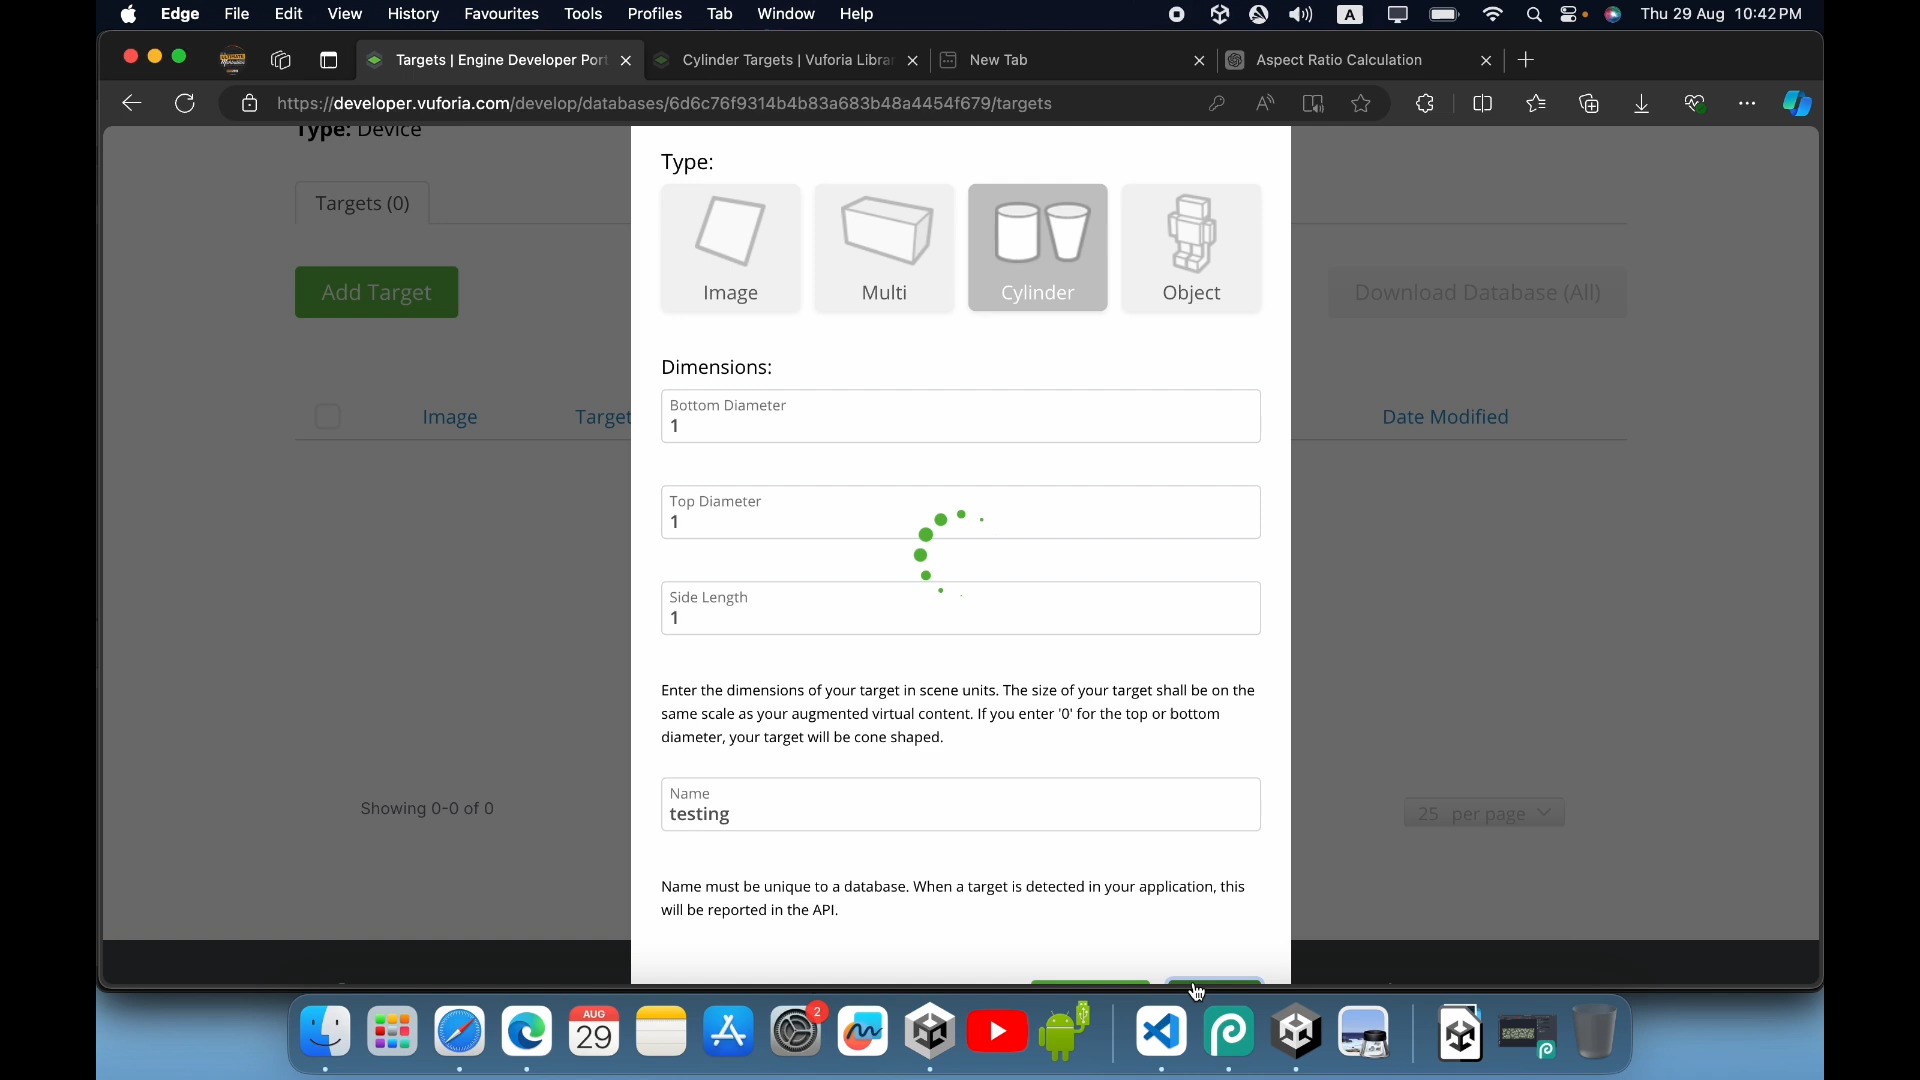 Edge File Edit View History Favourites Tools Profiles Tab Window Help A Thu 29 Aug 10:42 PM
Targets | Engine Developer Port Cylinder Targets | Vuforia Librar New Tab Aspect Ratio Calculation
https://developer.vuforia.com/develop/databases/6d6c76f9314b4b83a683b48a4454f679/targets
Type: Device
Type:
Targets (0)
Image Multi Cylinder Object
Add Target
Download Database (All)
Dimensions:
Image Target Date Modified
Bottom Diameter
1
Top Diameter
1
Side Length
1
Enter the dimensions of your target in scene units. The size of your target shall be on the
same scale as your augmented virtual content. If you enter '0' for the top or bottom
diameter, your target will be cone shaped.
Name
testing
Showing 0-0 of 0
25 per page
Name must be unique to a database. When a target is detected in your application, this
will be reported in the API.
AUG
29
2